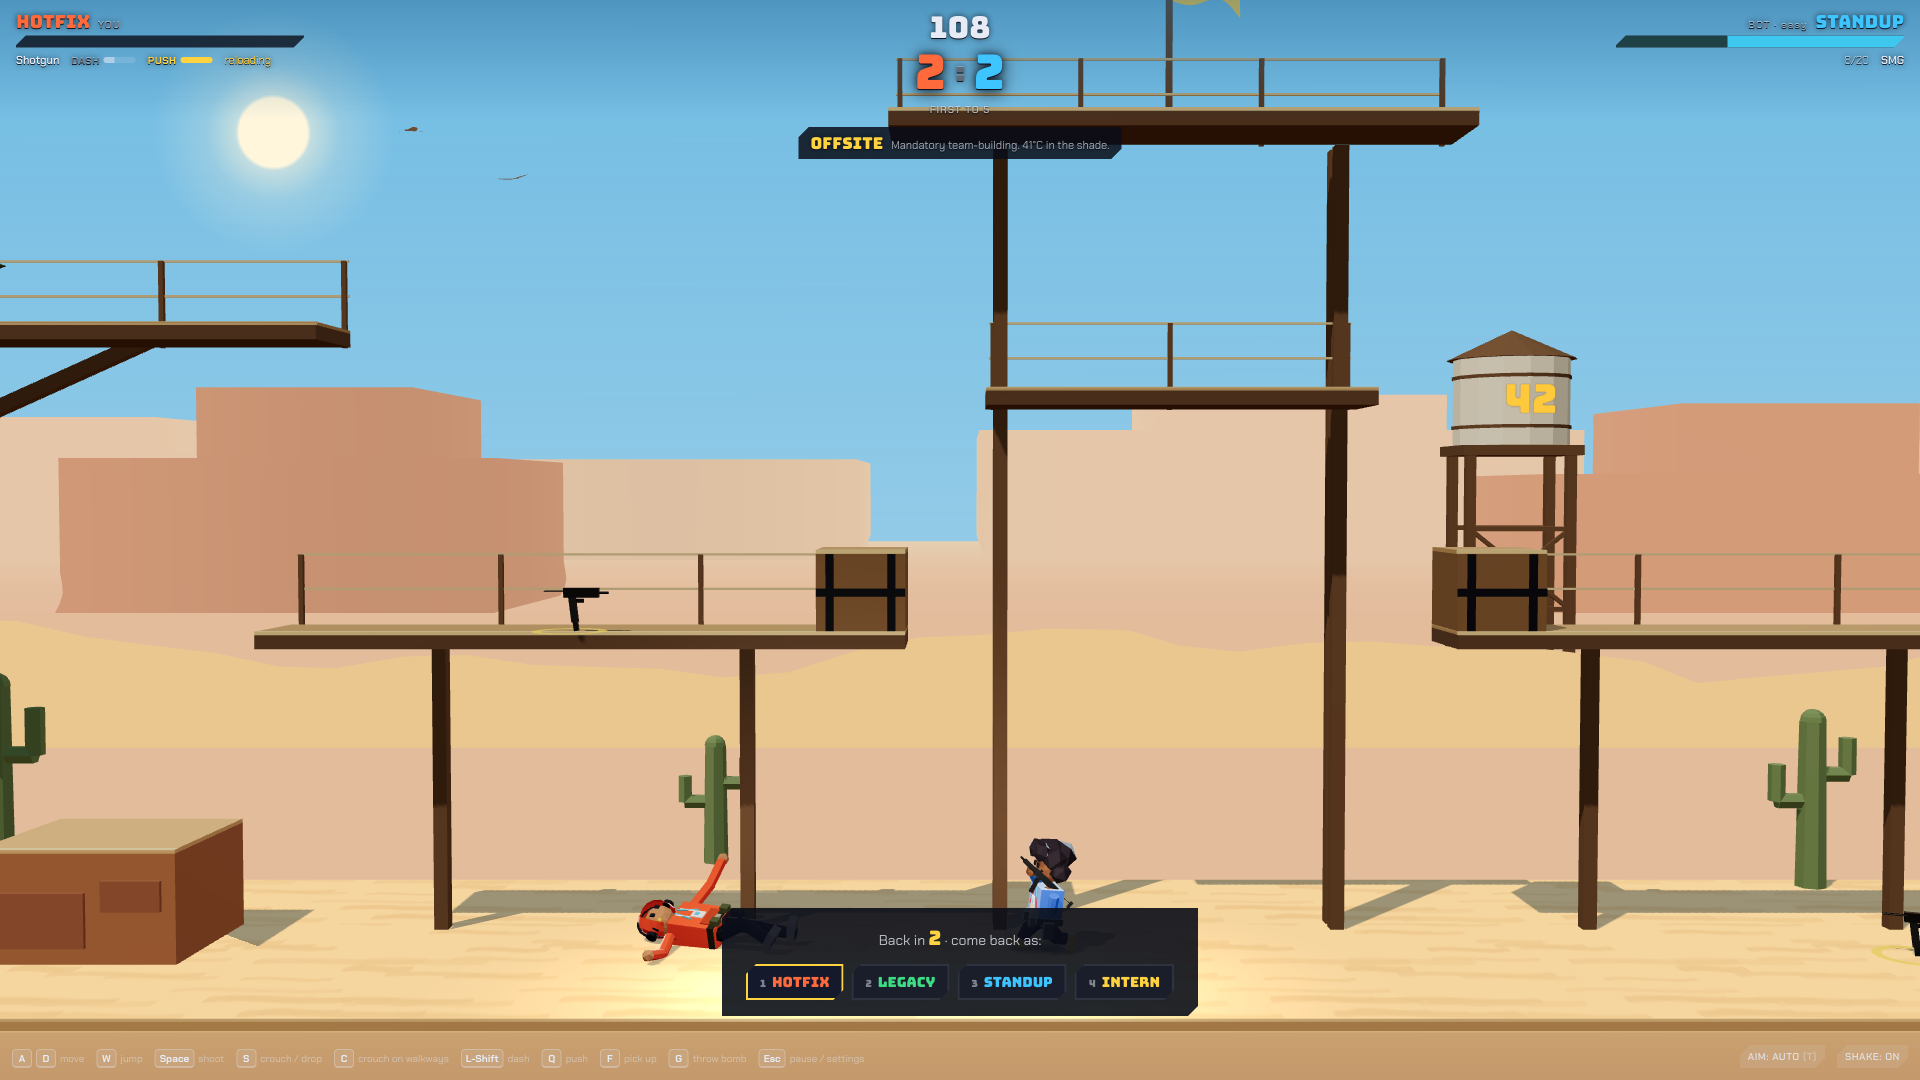 HOTFIX YOU
Shotgun DASH PUSH reloading
108
2 : 2
FIRST TO 5
OFFSITE Mandatory team-building. 41°C in the shade.
BOT · easy STANDUP
8/20 SMG
42
Back in 2 · come back as:
1 HOTFIX 2 LEGACY 3 STANDUP 4 INTERN
A D move W jump Space shoot S crouch / drop C crouch on walkways L-Shift dash Q push F pick up G throw bomb Esc pause / settings
AIM: AUTO [T] SHAKE: ON